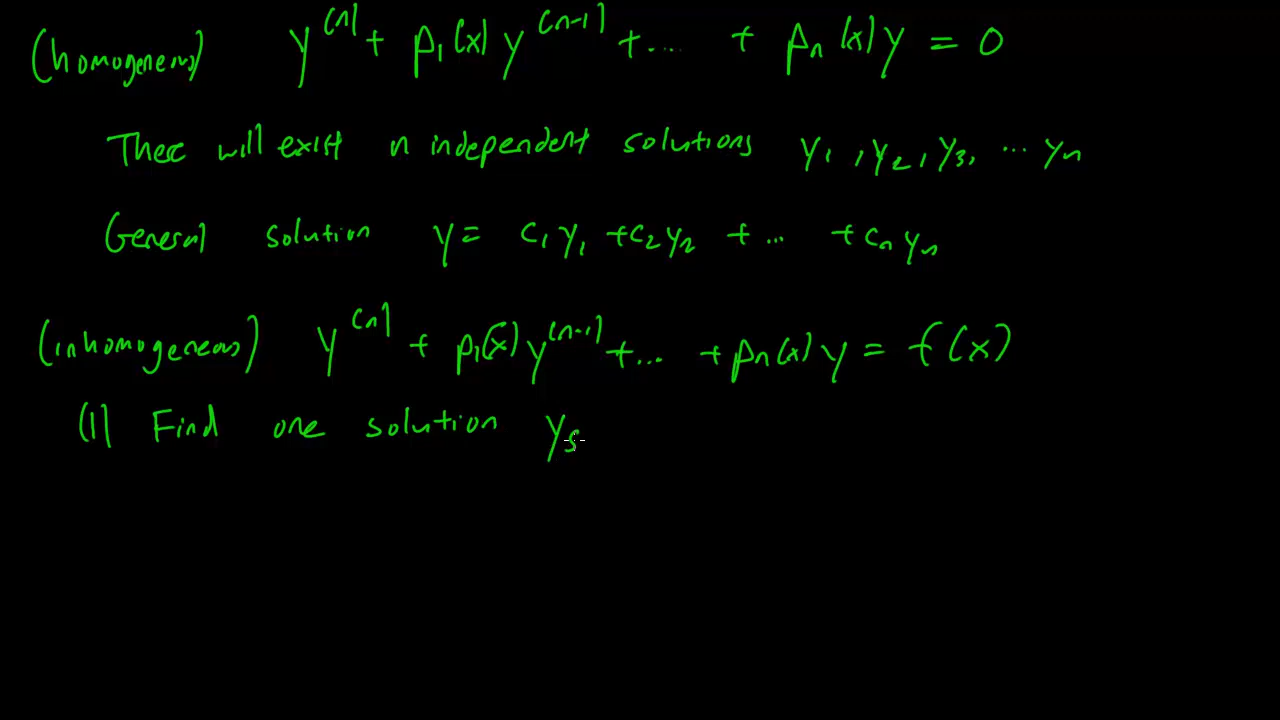 (homogeneous) y^(n) + p₁(x) y^(n-1) + .... + pₙ(x) y = 0
There will exist n independent solutions y₁, y₂, y₃, ... yₙ
General solution y = c₁y₁ + c₂y₂ + ... + cₙyₙ
(inhomogeneous) y^(n) + p₁(x) y^(n-1) + ... + pₙ(x) y = f(x)
(1) Find one solution yₛ